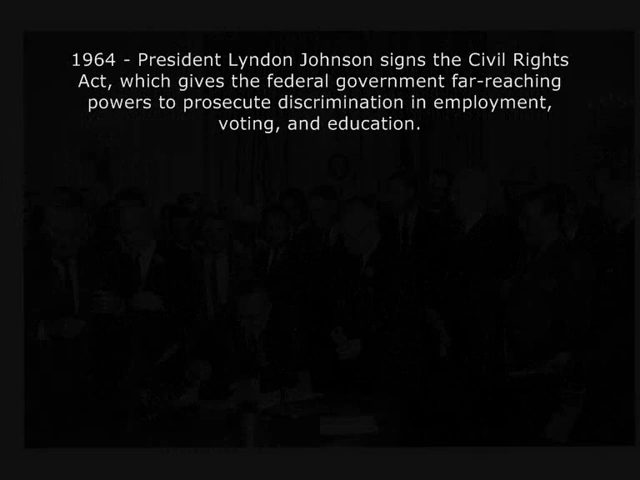 1964 - President Lyndon Johnson signs the Civil Rights
Act, which gives the federal government far-reaching
powers to prosecute discrimination in employment,
voting, and education.